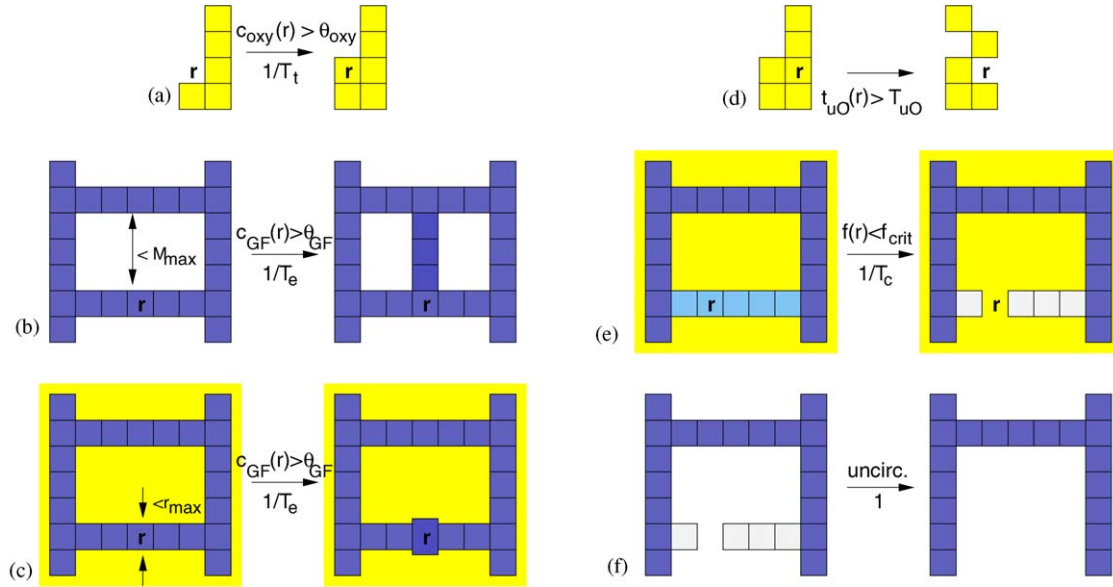 c_oxy(r) > θ_oxy
1/T_t
r
r
(a)
< M_max
c_GF(r)>θ_GF
1/T_e
r
r
(b)
c_GF(r)>θ_GF
1/T_e
<r_max
r
r
(c)
r
r
t_uO(r)> T_uO
(d)
f(r)<f_crit
1/T_c
r
r
(e)
uncirc.
1
(f)